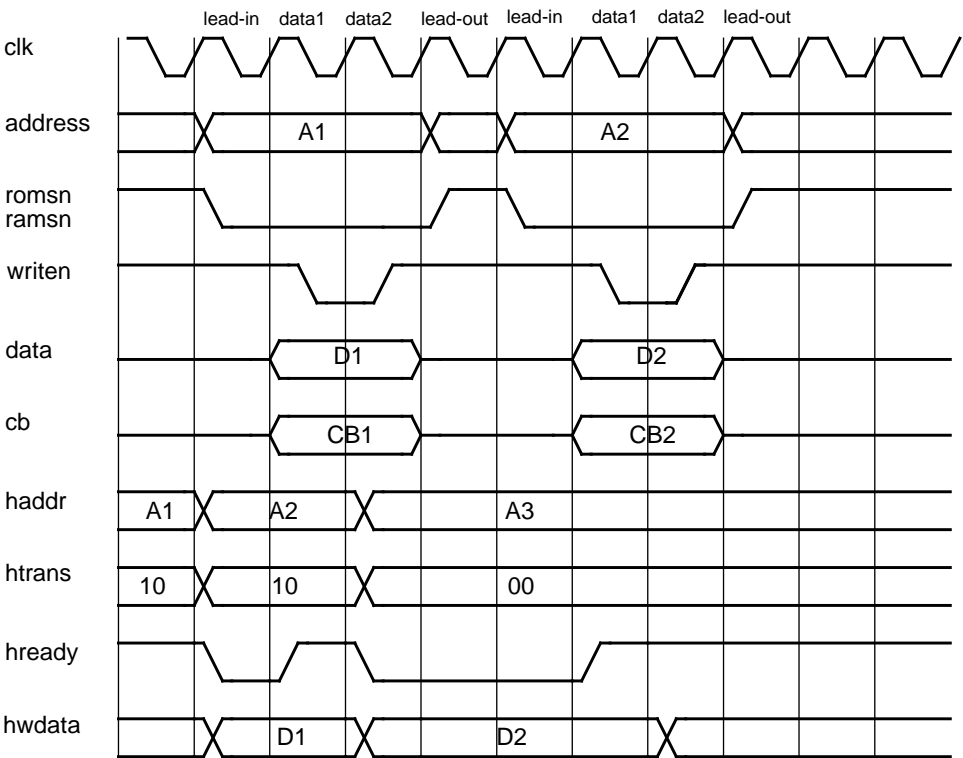 lead-in data1 data2 lead-out lead-in data1 data2 lead-out
clk
address A1 A2
romsn
ramsn
writen
data D1 D2
cb CB1 CB2
haddr A1 A2 A3
htrans 10 10 00
hready
hwdata D1 D2